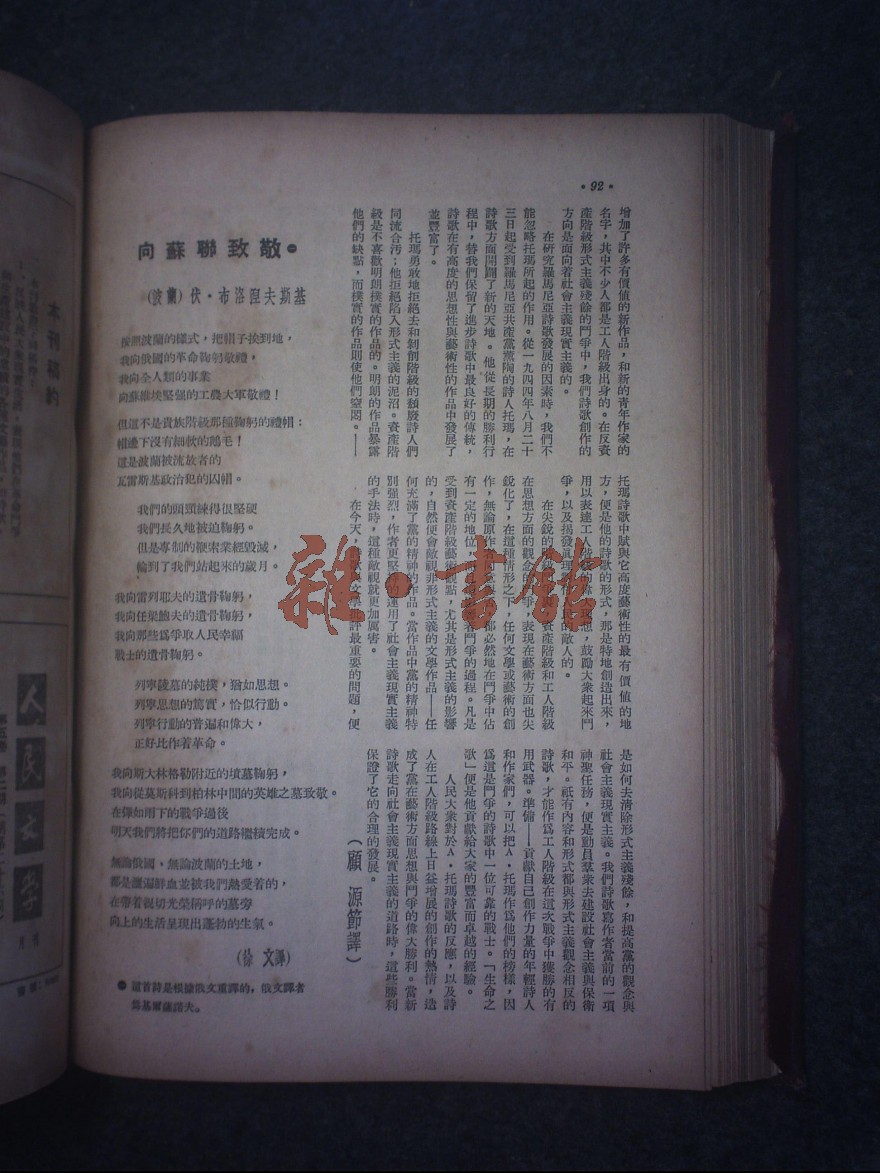 ·92·
增加了許多有價值的新作品，和新的青年作家的
名字，其中不少人都是工人階級出身的。在反資
產階級形式主義殘餘的鬥爭中，我們詩歌創作的
方向是面向着社會主義現實主義的。
在研究羅馬尼亞詩歌發展的因素時，我們不
能忽略托瑪所起的作用。從一九四四年八月二十
三日起受到羅馬尼亞共產黨薰陶的詩人托瑪，在
詩歌方面開闢了新的天地。他從長期的勝利行
程中，替我們保留了進步詩歌中最良好的傳統，
詩歌在有高度的思想性與藝術性的作品中發展了
並豐富了。
托瑪勇敢地拒絕去和剝削階級的頹廢詩人們
同流合污；他拒絕陷入形式主義的泥沼。資產階
級是不喜歡明朗樸實的作品的。明朗的作品暴露
他們的缺點，而樸實的作品則使他們窒悶。——
托瑪詩歌中賦與它高度藝術性的最有價值的地
方，便是他的詩歌的形式，那是特地創造出來，
用以表達工人階級的偉大思想，鼓勵大衆起來鬥
爭，以及揭發真理
人民的敵人的。
在尖銳的
與資產階級和工人階級
在思想方面的觀念的
爭，表現在藝術方面也尖
銳化了，在這種情形之下，任何文學或藝術的創
作，無論原作者
都必然地在鬥爭中佔
有一定的地位，
鬥爭的過程。凡是
受到資產階級藝術觀點，尤其是形式主義的影響
的，自然便會敵視非形式主義的文學作品——任
何充滿了黨的精神的作品。當作品中黨的精神特
別強烈，作者更堅
運用了社會主義現實主義
的手法時，這種敵視就更加厲害。
在今天，
文學
最重要的問題，便
是如何去清除形式主義殘餘，和提高黨的觀念與
社會主義現實主義。我們詩歌寫作者當前的一項
神聖任務，便是動員羣衆去建設社會主義與保衛
和平。祇有內容和形式都與形式主義觀念相反的
詩歌，才能作爲工人階級在這次戰爭中獲勝的有
用武器。準備——貢獻自己創作力量的年輕詩人
和作家們，可以把A·托瑪作爲他們的榜樣，因
爲這是鬥爭的詩歌中一位可靠的戰士。「生命之
歌」便是他貢獻給大家的豐富而卓越的經驗。
人民大衆對於A·托瑪詩歌的反應，以及詩
人在工人階級路線上日益增展的創作的熱情，造
成了黨在藝術方面思想與鬥爭的偉大勝利。當新
詩歌走向社會主義現實主義的道路時，這些勝利
保證了它的合理的發展。
（顧源節譯）
向蘇聯致敬●
（波蘭）伏·布洛涅夫斯基
按照波蘭的樣式，把帽子挨到地，
我向俄國的革命鞠躬敬禮，
我向全人類的事業
向蘇維埃堅強的工農大軍敬禮！
但這不是貴族階級那種鞠躬的禮帽：
帽邊下沒有細軟的鵝毛！
這是波蘭被流放者的
瓦雷斯基政治犯的囚帽。
我們的頭頸練得很堅硬
我們長久地被迫鞠躬。
但是專制的鞭索業經毀滅，
輪到了我們站起來的歲月。
我向雷列耶夫的遺骨鞠躬，
我向任梁鮑夫的遺骨鞠躬，
我向那些爲爭取人民幸福
戰士的遺骨鞠躬。
列寧陵墓的純樸，猶如思想。
列寧思想的篤實，恰似行動。
列寧行動的普遍和偉大，
正好比作着革命。
我向斯大林格勒附近的墳墓鞠躬，
我向從莫斯科到柏林中間的英雄之墓致敬。
在彈如雨下的戰爭過後
明天我們將把你們的道路繼續完成。
無論俄國、無論波蘭的土地，
都是灑遍鮮血並被我們熱愛着的，
在帶着親切光榮稱呼的墓旁
向上的生活呈現出蓬勃的生氣。
（徐文譯）
● 這首詩是根據俄文重譯的，俄文譯者
爲基爾薩諾夫。
本刊稿約
人民文學
月刊
雜·書館